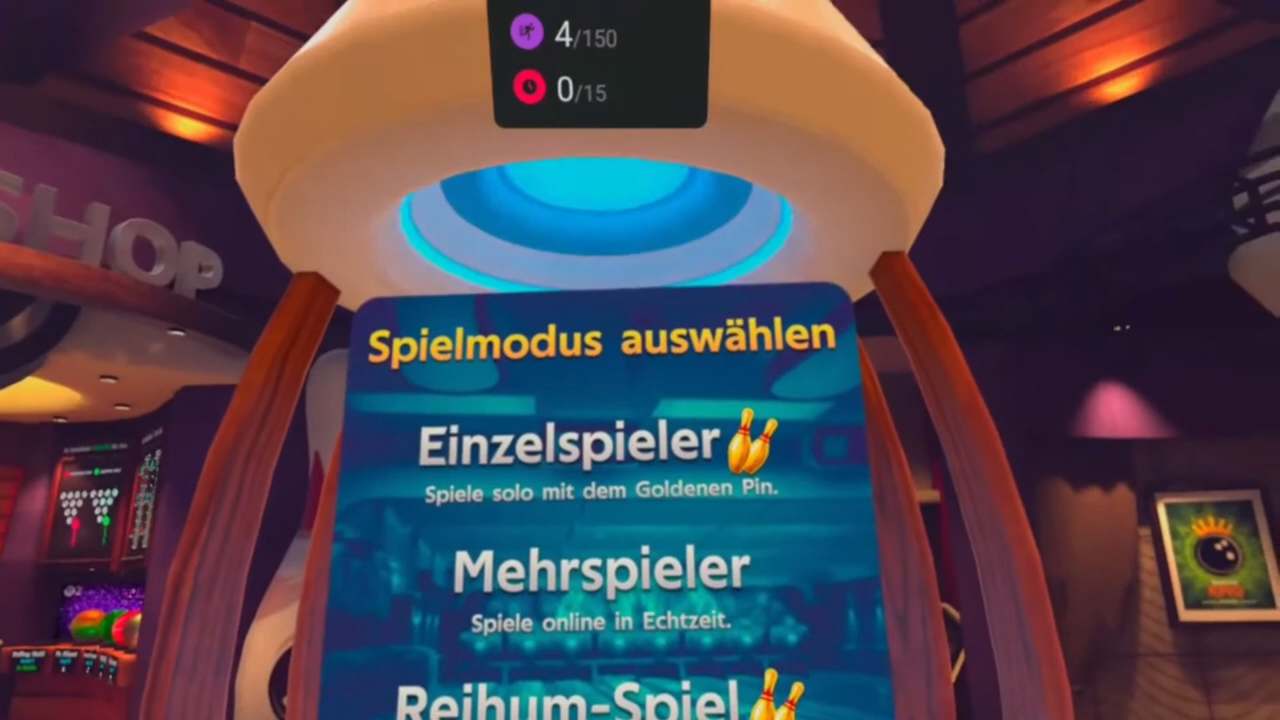 4/150
0/15
SHOP
Spielmodus auswählen
Einzelspieler
Spiele solo mit dem Goldenen Pin.
Mehrspieler
Spiele online in Echtzeit.
Reihum-Spiel